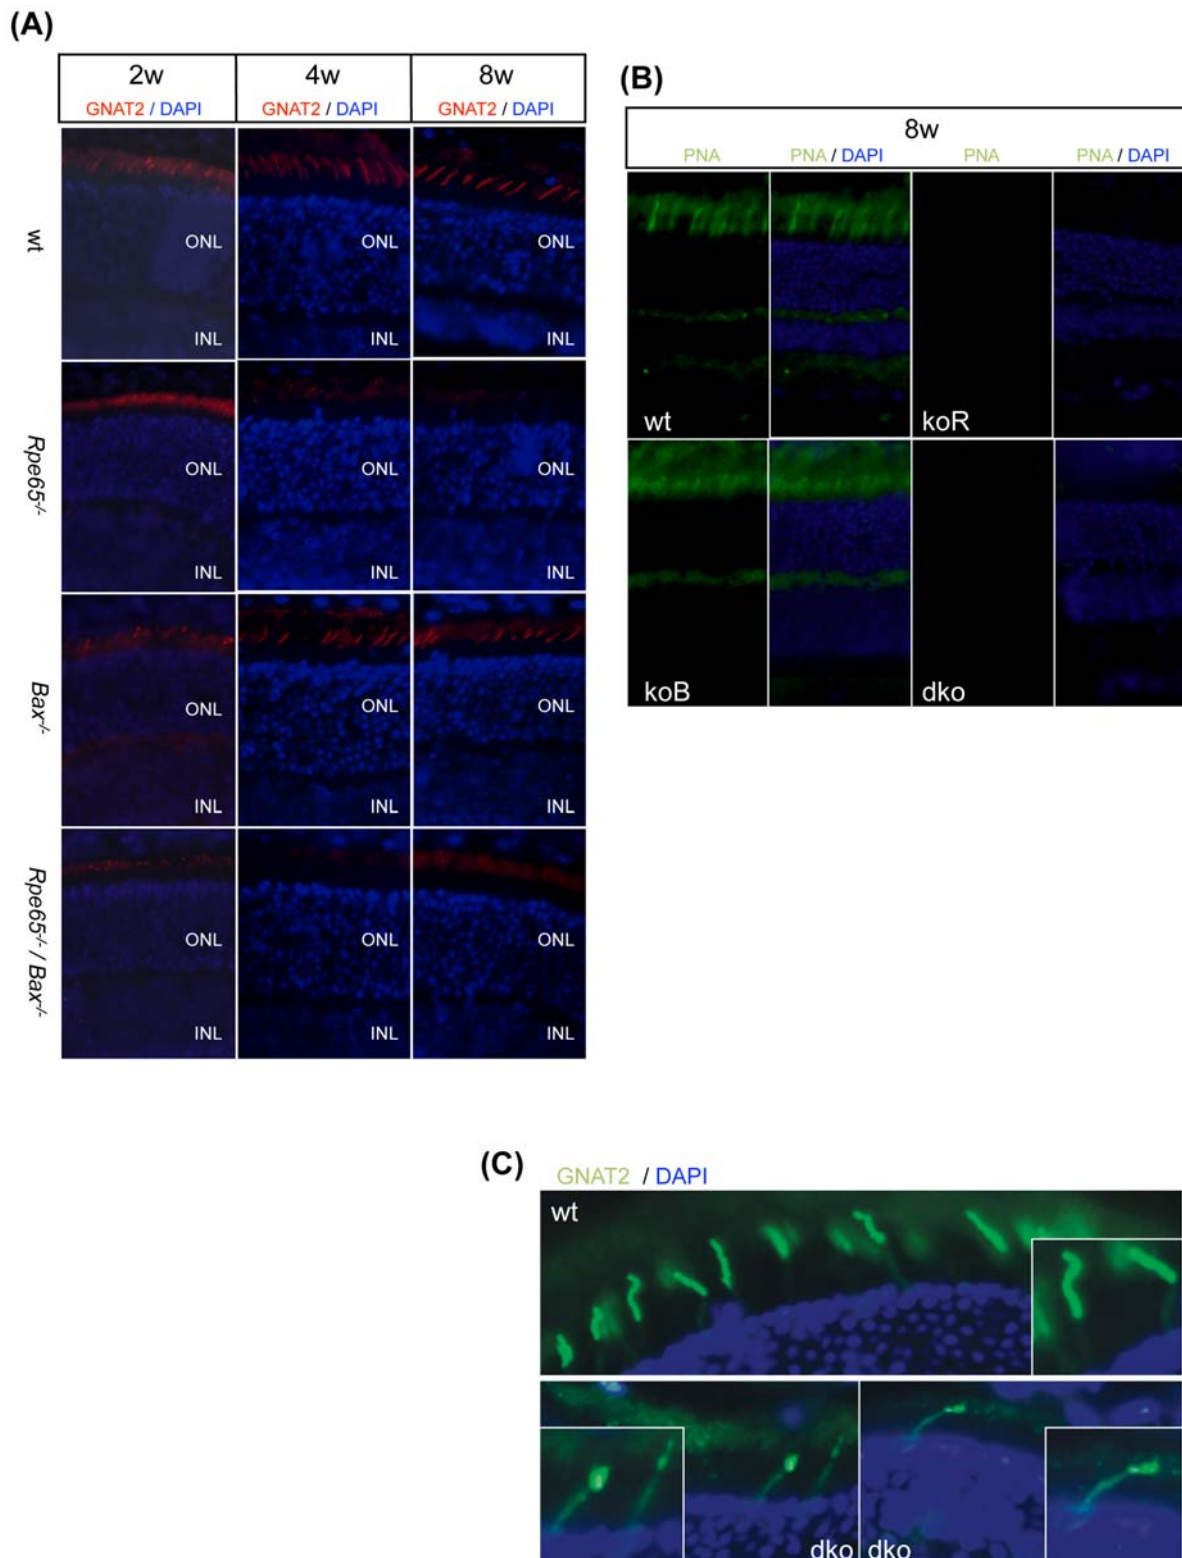 (A)
2w 4w 8w
GNAT2 / DAPI GNAT2 / DAPI GNAT2 / DAPI
wt
ONL ONL ONL
INL INL INL
Rpe65-/-
ONL ONL ONL
INL INL INL
Bax-/-
ONL ONL ONL
INL INL INL
Rpe65-/- / Bax-/-
ONL ONL ONL
INL INL INL
(B)
8w
PNA PNA / DAPI PNA PNA / DAPI
wt koR
koB dko
(C)
GNAT2 / DAPI
wt
dko dko